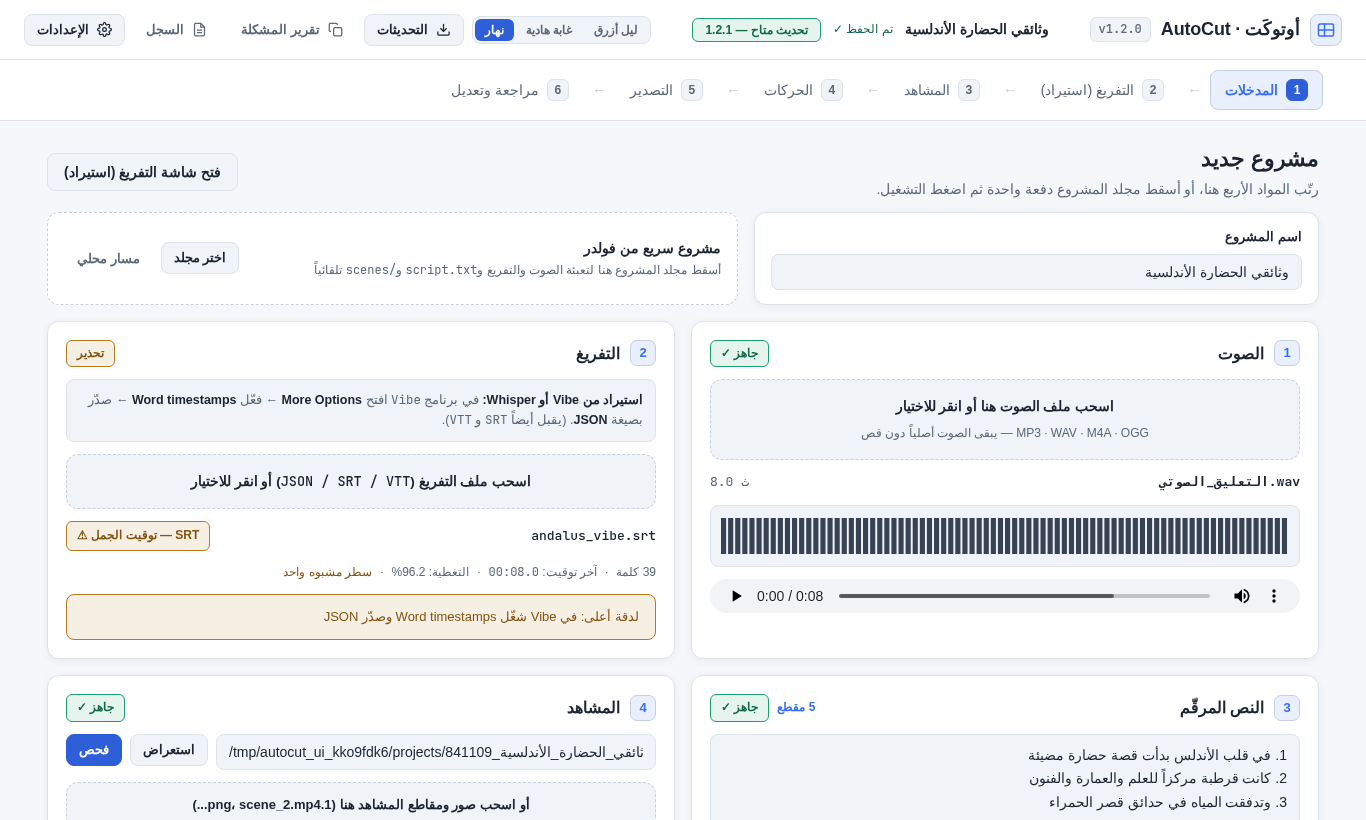 أوتوكَت · AutoCut
v1.2.0
وثائقي الحضارة الأندلسية
تم الحفظ ✓
تحديث متاح — 1.2.1
نهار
غابة هادية
ليل أزرق
التحديثات
تقرير المشكلة
السجل
الإعدادات
1 المدخلات ←
2 التفريغ (استيراد) ←
3 المشاهد ←
4 الحركات ←
5 التصدير ←
6 مراجعة وتعديل
مشروع جديد
رتّب المواد الأربع هنا، أو أسقط مجلد المشروع دفعة واحدة ثم اضغط التشغيل.
فتح شاشة التفريغ (استيراد)
اسم المشروع
وثائقي الحضارة الأندلسية
مشروع سريع من فولدر
أسقط مجلد المشروع هنا لتعبئة الصوت والتفريغ وscript.txt وscenes/ تلقائياً
اختر مجلد
مسار محلي
1 الصوت
جاهز ✓
اسحب ملف الصوت هنا أو انقر للاختيار
MP3 · WAV · M4A · OGG — يبقى الصوت أصلياً دون قص
التعليق_الصوتي.wav
8.0 ث
0:00 / 0:08
2 التفريغ
تحذير
استيراد من Vibe أو Whisper: في برنامج Vibe افتح More Options ← فعّل Word timestamps ← صدّر
بصيغة JSON. (يقبل أيضاً SRT و VTT).
اسحب ملف التفريغ (JSON / SRT / VTT) أو انقر للاختيار
andalus_vibe.srt
SRT — توقيت الجمل ⚠
39 كلمة · آخر توقيت: 00:08.0 · التغطية: 96.2% · سطر مشبوه واحد
لدقة أعلى: في Vibe شغّل Word timestamps وصدّر JSON
3 النص المرقّم
5 مقطع
جاهز ✓
1. في قلب الأندلس بدأت قصة حضارة مضيئة
2. كانت قرطبة مركزاً للعلم والعمارة والفنون
3. وتدفقت المياه في حدائق قصر الحمراء
4 المشاهد
جاهز ✓
/tmp/autocut_ui_kko9fdk6/projects/841109_ثائقي_الحضارة_الأندلسية
استعراض
فحص
أو اسحب صور ومقاطع المشاهد هنا (1.png، scene_2.mp4...)